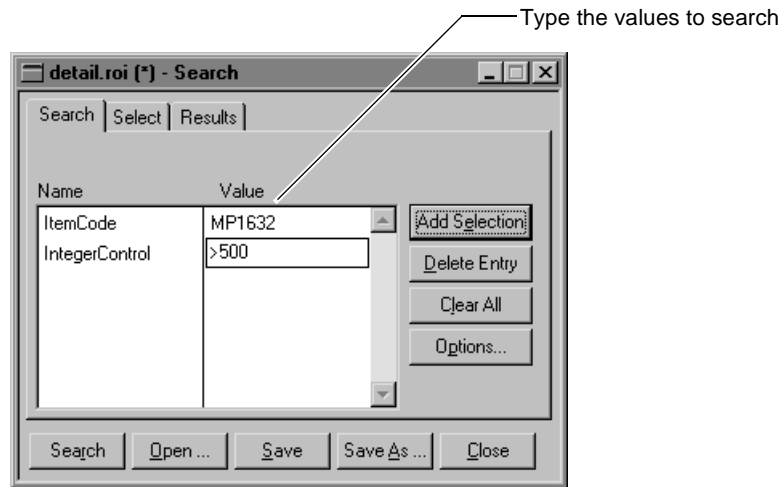 Type the values to search
detail.roi (*) - Search
Search Select Results
Name Value
ItemCode MP1632 Add Selection
IntegerControl >500 Delete Entry
Clear All
Options...
Search Open ... Save Save As ... Close